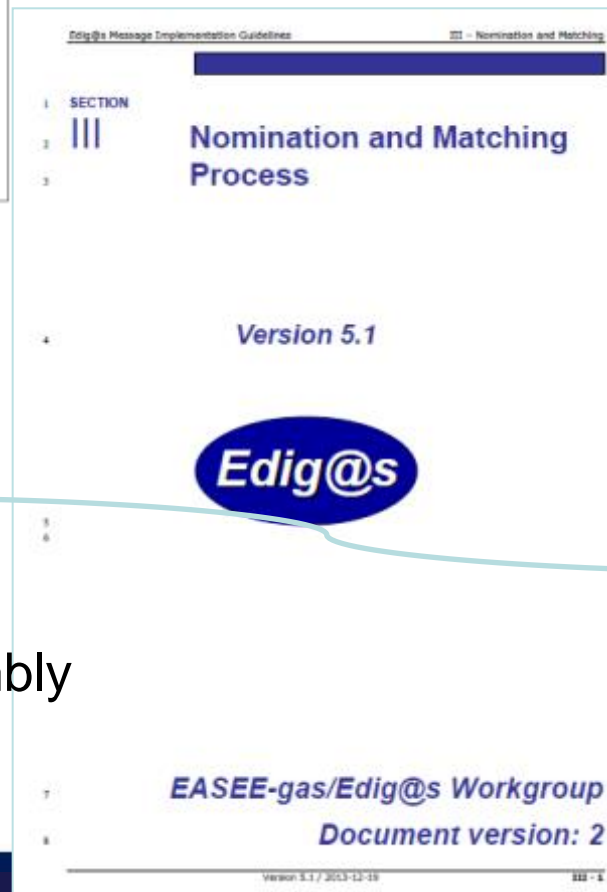 Edig@s Message Implementation Guidelines III – Nomination and Matching
1 SECTION
2 III Nomination and Matching
3 Process
4 Version 5.1
Edig@s
5
6
bly
7 EASEE-gas/Edig@s Workgroup
8 Document version: 2
Version 5.1 / 2013-12-19 III - 1